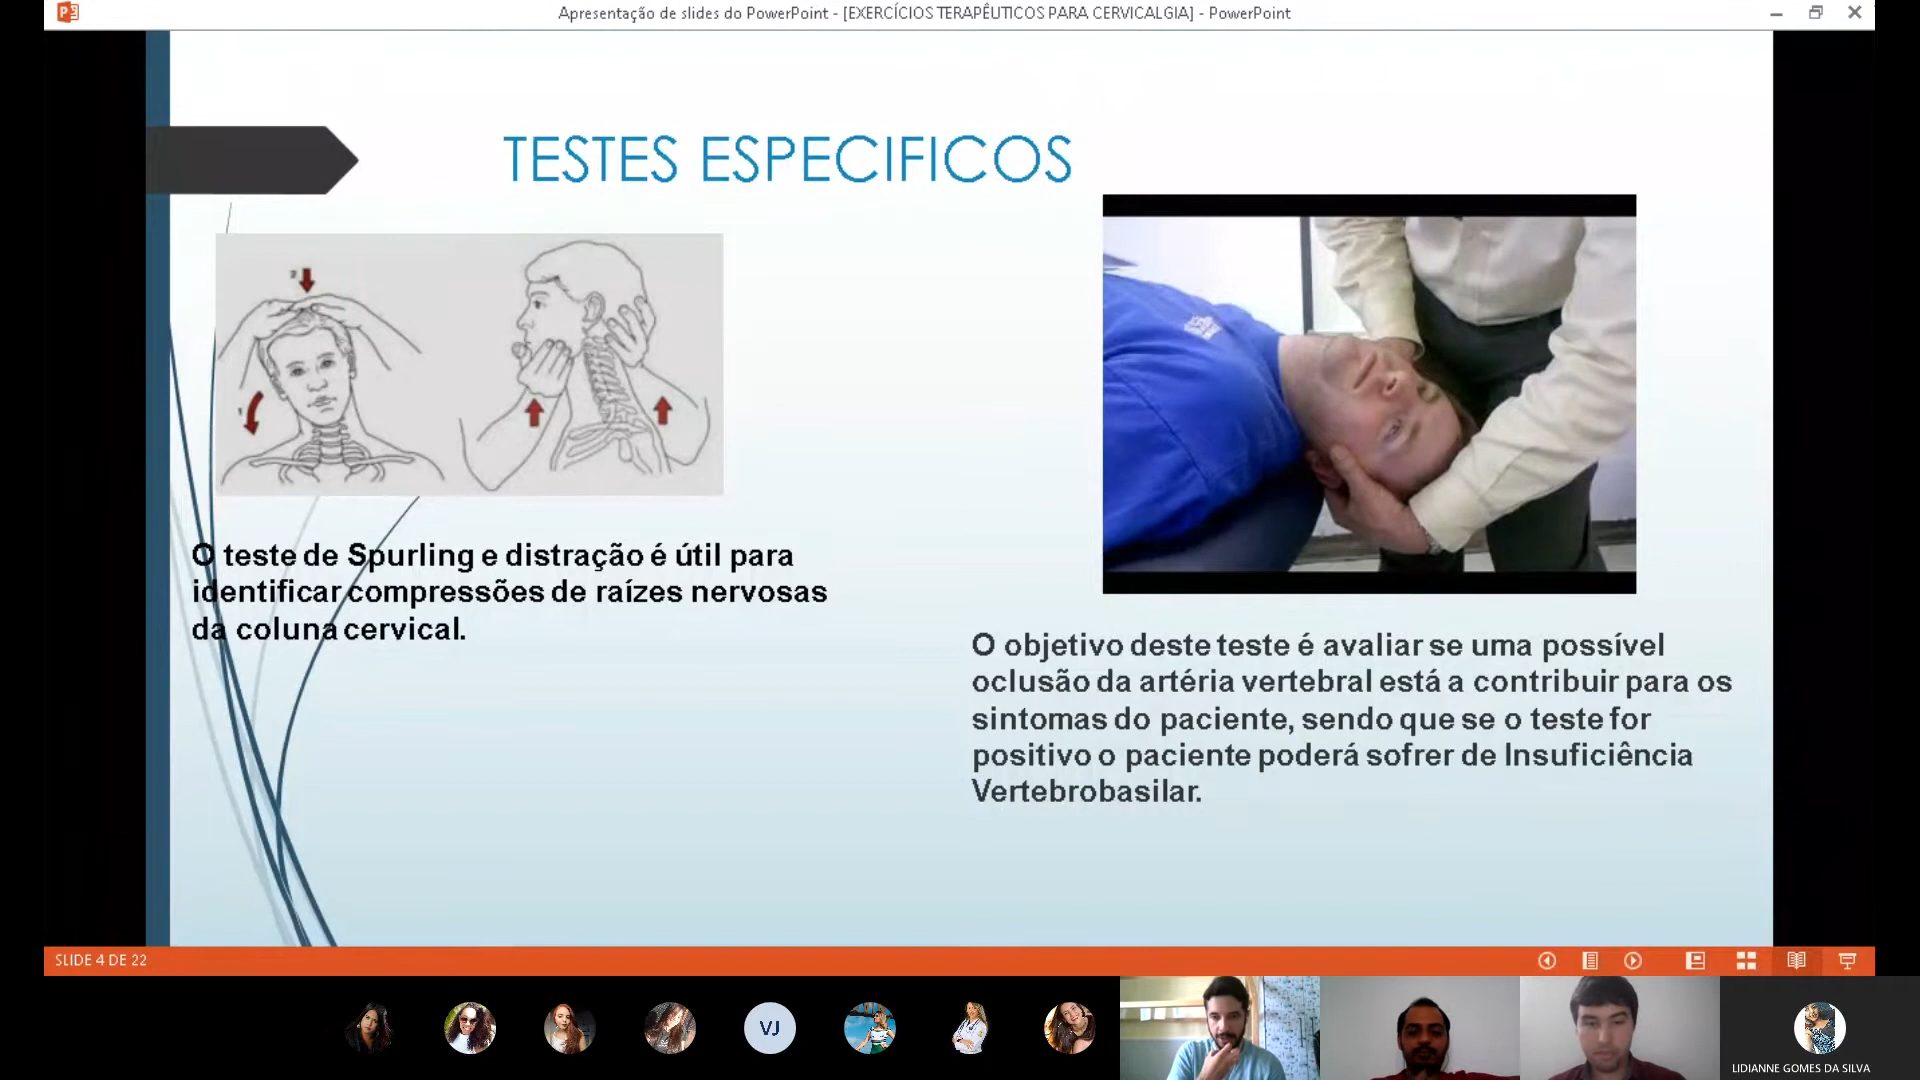 Apresentação de slides do PowerPoint - [EXERCÍCIOS TERAPÊUTICOS PARA CERVICALGIA] - PowerPoint
TESTES ESPECIFICOS
2
1
O teste de Spurling e distração é útil para
identificar compressões de raízes nervosas
da coluna cervical.
O objetivo deste teste é avaliar se uma possível
oclusão da artéria vertebral está a contribuir para os
sintomas do paciente, sendo que se o teste for
positivo o paciente poderá sofrer de Insuficiência
Vertebrobasilar.
SLIDE 4 DE 22
VJ
LIDIANNE GOMES DA SILVA